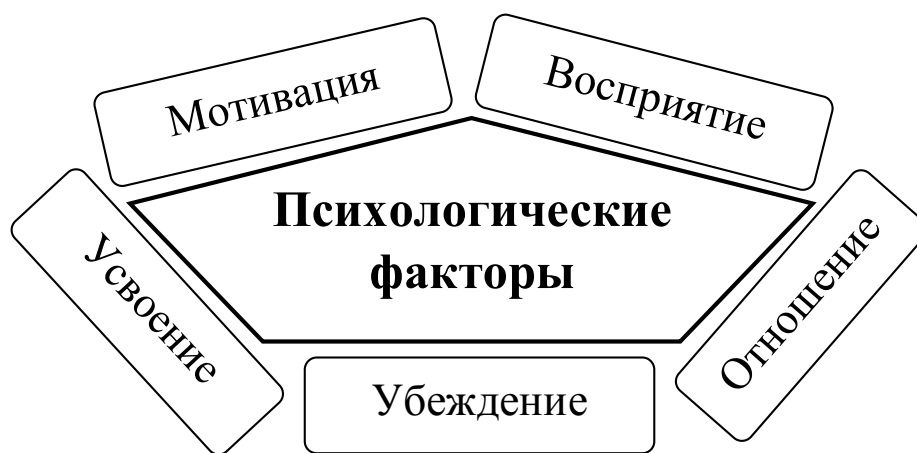 Мотивация
Восприятие
Психологические
факторы
Усвоение
Отношение
Убеждение